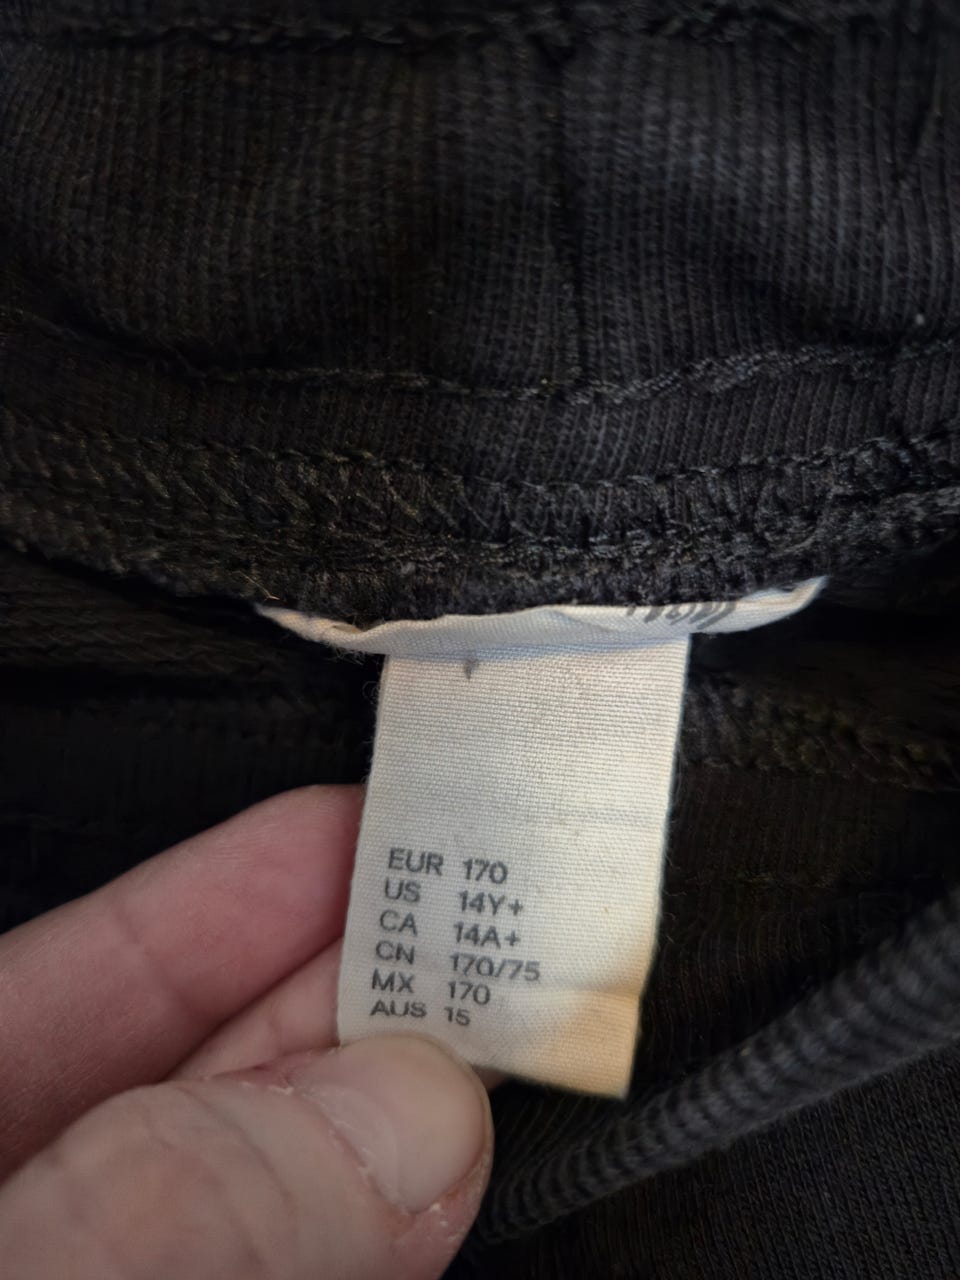 EUR 170
US 14Y+
CA 14A+
CN 170/75
MX 170
AUS 15